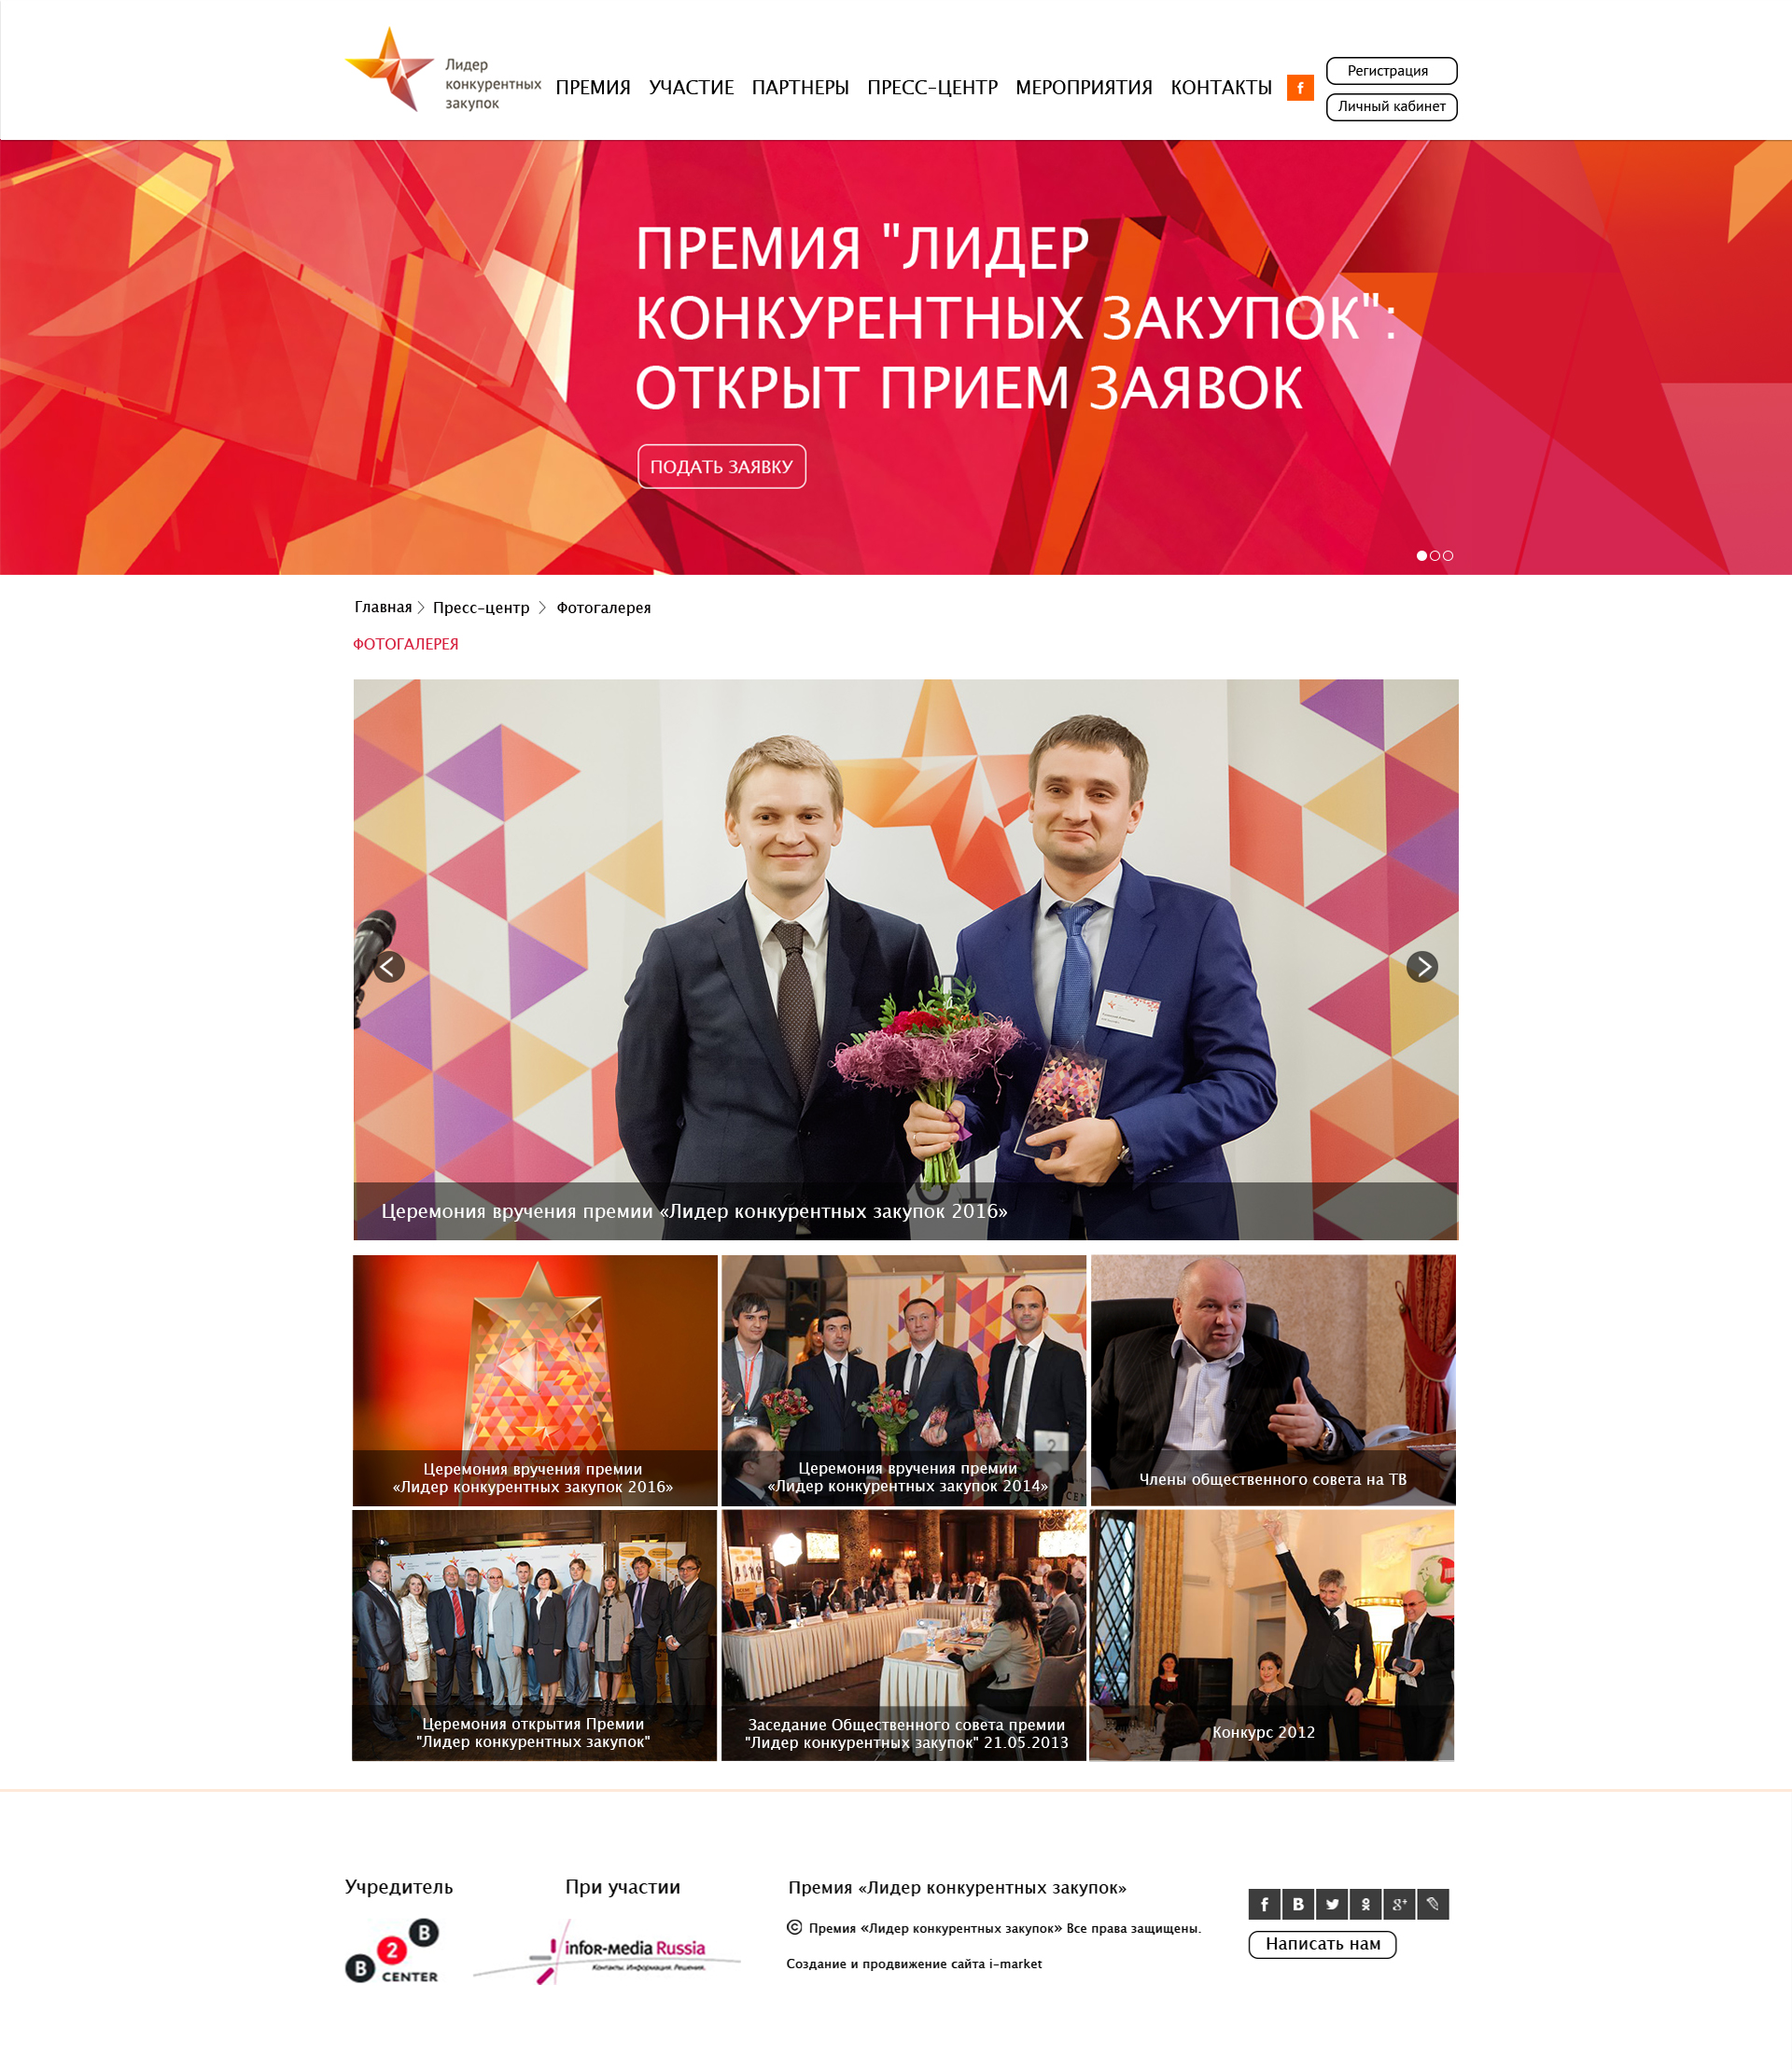 Лидер
конкурентных
закупок
ПРЕМИЯ УЧАСТИЕ ПАРТНЕРЫ ПРЕСС-ЦЕНТР МЕРОПРИЯТИЯ КОНТАКТЫ
Регистрация
Личный кабинет
ПРЕМИЯ "ЛИДЕР
КОНКУРЕНТНЫХ ЗАКУПОК":
ОТКРЫТ ПРИЕМ ЗАЯВОК
ПОДАТЬ ЗАЯВКУ
Главная Пресс-центр Фотогалерея
ФОТОГАЛЕРЕЯ
Церемония вручения премии «Лидер конкурентных закупок 2016»
Церемония вручения премии
«Лидер конкурентных закупок 2016»
Церемония вручения премии
«Лидер конкурентных закупок 2014»
Члены общественного совета на ТВ
Церемония открытия Премии
"Лидер конкурентных закупок"
Заседание Общественного совета премии
"Лидер конкурентных закупок" 21.05.2013
Конкурс 2012
Учредитель
B2B CENTER
При участии
infor-media Russia
Контакты. Информация. Решения.
Премия «Лидер конкурентных закупок»
© Премия «Лидер конкурентных закупок» Все права защищены.
Создание и продвижение сайта i-market
Написать нам